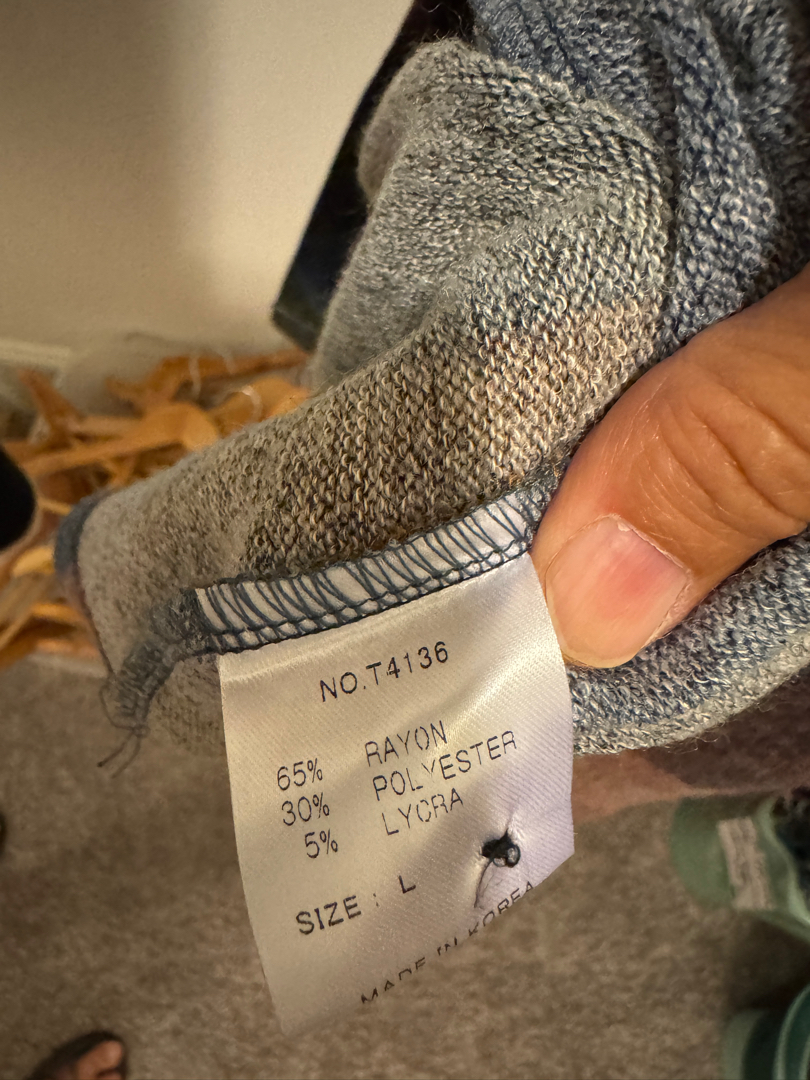 NO.T4136
65% RAYON
30% POLYESTER
5% LYCRA
SIZE : L
MADE IN KOREA